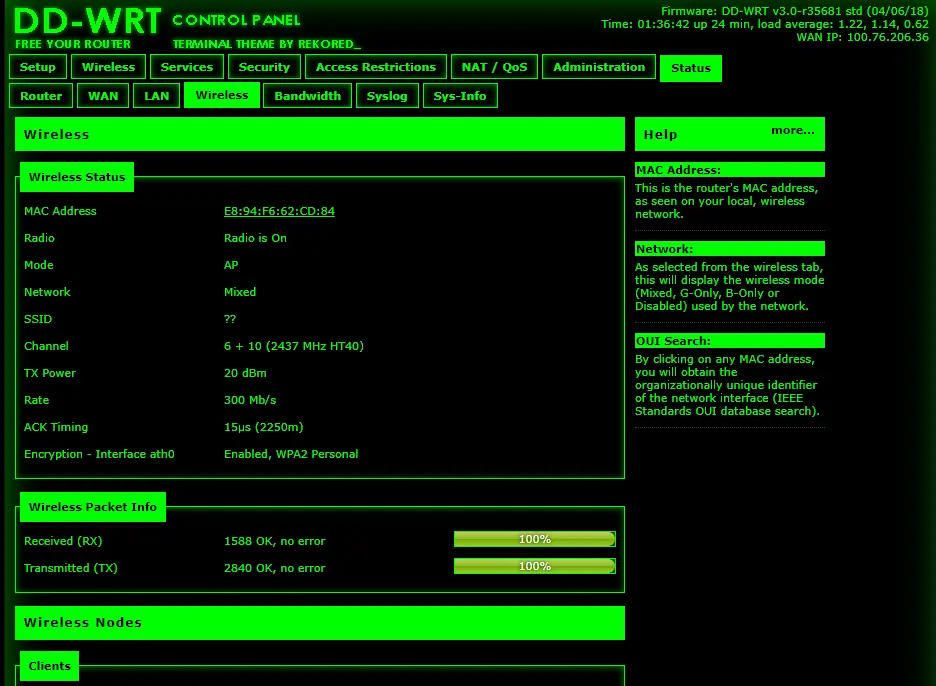 DD-WRT CONTROL PANEL
FREE YOUR ROUTER TERMINAL THEME BY REKORED_
Firmware: DD-WRT v3.0-r35681 std (04/06/18)
Time: 01:36:42 up 24 min, load average: 1.22, 1.14, 0.62
WAN IP: 100.76.206.36
Setup Wireless Services Security Access Restrictions NAT / QoS Administration Status
Router WAN LAN Wireless Bandwidth Syslog Sys-Info
Wireless
Wireless Status
MAC Address E8:94:F6:62:CD:84
Radio Radio is On
Mode AP
Network Mixed
SSID ??
Channel 6 + 10 (2437 MHz HT40)
TX Power 20 dBm
Rate 300 Mb/s
ACK Timing 15µs (2250m)
Encryption - Interface ath0 Enabled, WPA2 Personal
Wireless Packet Info
Received (RX) 1588 OK, no error 100%
Transmitted (TX) 2840 OK, no error 100%
Wireless Nodes
Clients
Help more...
MAC Address:
This is the router's MAC address,
as seen on your local, wireless
network.
Network:
As selected from the wireless tab,
this will display the wireless mode
(Mixed, G-Only, B-Only or
Disabled) used by the network.
OUI Search:
By clicking on any MAC address,
you will obtain the
organizationally unique identifier
of the network interface (IEEE
Standards OUI database search).